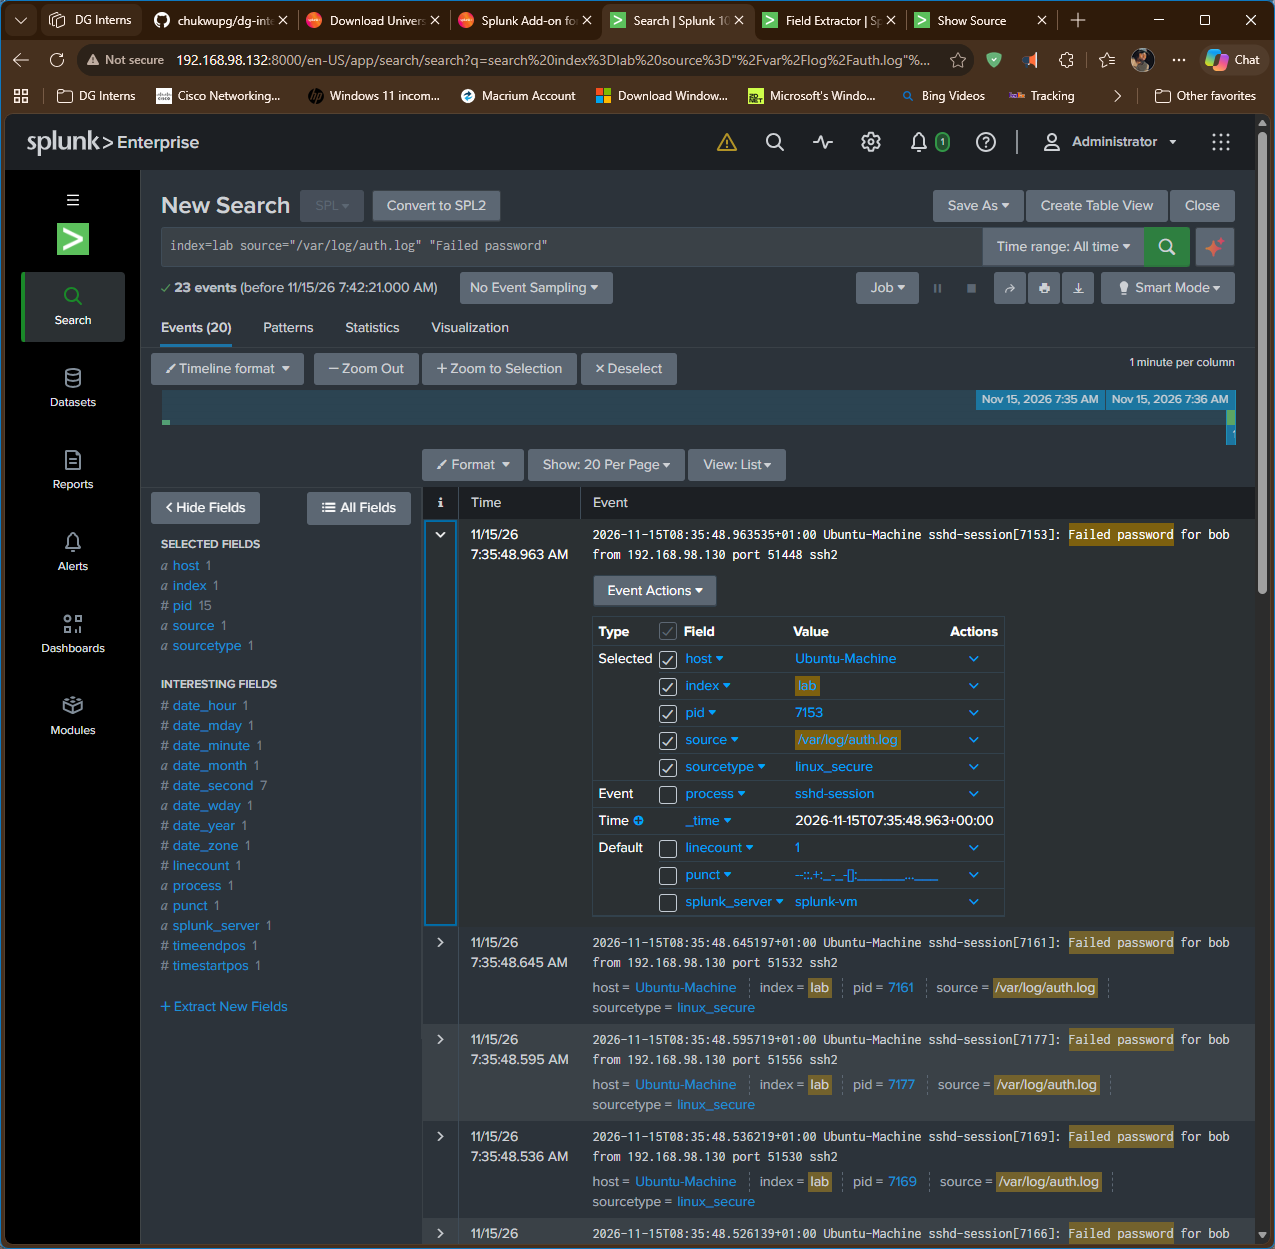 DG Interns
chukwupg/dg-inte
Download Univers
Splunk Add-on fo
Search | Splunk 10
Field Extractor | Sp
Show Source
Not secure
192.168.98.132:8000/en-US/app/search/search?q=search%20index%3Dlab%20source%3D"%2Fvar%2Flog%2Fauth.log"%...
Chat
DG Interns
Cisco Networking...
Windows 11 incom...
Macrium Account
Download Window...
Microsoft's Windo...
Bing Videos
Tracking
Other favorites
splunk>Enterprise
1
Administrator
New Search
SPL
Convert to SPL2
Save As
Create Table View
Close
index=lab source="/var/log/auth.log" "Failed password"
Time range: All time
23 events (before 11/15/26 7:42:21.000 AM)
No Event Sampling
Job
Smart Mode
Search
Datasets
Reports
Alerts
Dashboards
Modules
Events (20)
Patterns
Statistics
Visualization
Timeline format
— Zoom Out
+ Zoom to Selection
× Deselect
1 minute per column
Nov 15, 2026 7:35 AM
Nov 15, 2026 7:36 AM
Format
Show: 20 Per Page
View: List
< Hide Fields
All Fields
SELECTED FIELDS
a host 1
a index 1
# pid 15
a source 1
a sourcetype 1
INTERESTING FIELDS
# date_hour 1
# date_mday 1
# date_minute 1
a date_month 1
# date_second 7
a date_wday 1
# date_year 1
# date_zone 1
# linecount 1
a process 1
a punct 1
a splunk_server 1
# timeendpos 1
# timestartpos 1
+ Extract New Fields
i
Time
Event
11/15/26
7:35:48.963 AM
2026-11-15T08:35:48.963535+01:00 Ubuntu-Machine sshd-session[7153]: Failed password for bob
from 192.168.98.130 port 51448 ssh2
Event Actions
Type
Field
Value
Actions
Selected
host
Ubuntu-Machine
index
lab
pid
7153
source
/var/log/auth.log
sourcetype
linux_secure
Event
process
sshd-session
Time
_time
2026-11-15T07:35:48.963+00:00
Default
linecount
1
punct
splunk_server
splunk-vm
11/15/26
7:35:48.645 AM
2026-11-15T08:35:48.645197+01:00 Ubuntu-Machine sshd-session[7161]: Failed password for bob
from 192.168.98.130 port 51532 ssh2
host = Ubuntu-Machine index = lab pid = 7161 source = /var/log/auth.log
sourcetype = linux_secure
11/15/26
7:35:48.595 AM
2026-11-15T08:35:48.595719+01:00 Ubuntu-Machine sshd-session[7177]: Failed password for bob
from 192.168.98.130 port 51556 ssh2
host = Ubuntu-Machine index = lab pid = 7177 source = /var/log/auth.log
sourcetype = linux_secure
11/15/26
7:35:48.536 AM
2026-11-15T08:35:48.536219+01:00 Ubuntu-Machine sshd-session[7169]: Failed password for bob
from 192.168.98.130 port 51530 ssh2
host = Ubuntu-Machine index = lab pid = 7169 source = /var/log/auth.log
sourcetype = linux_secure
11/15/26
2026-11-15T08:35:48.526139+01:00 Ubuntu-Machine sshd-session[7166]: Failed password for bob